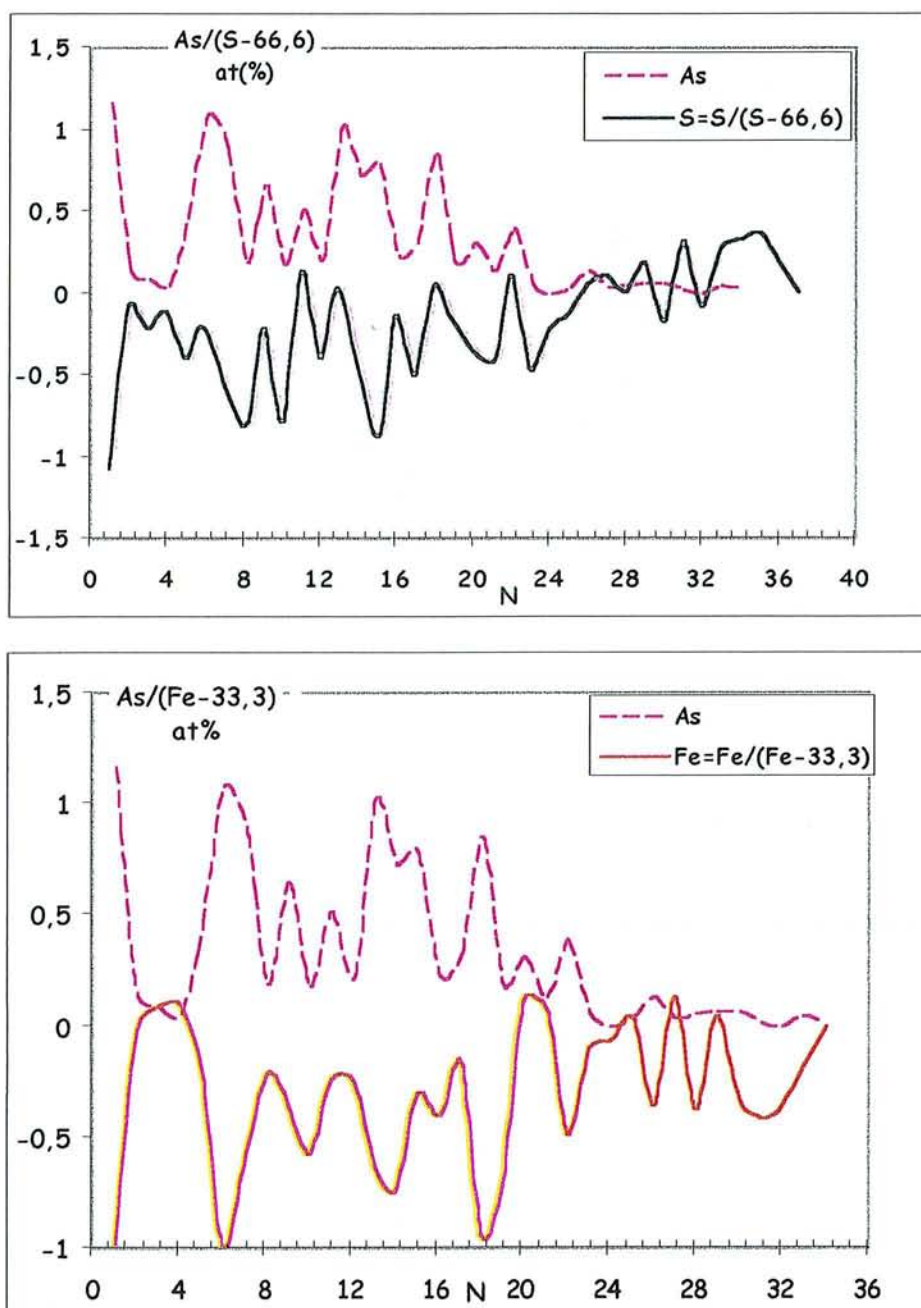 As/(S-66,6)
at(%)
As
S=S/(S-66,6)
1,5
1
0,5
0
-0,5
-1
-1,5
0 4 8 12 16 20 24 28 32 36 40
N
As/(Fe-33,3)
at%
As
Fe=Fe/(Fe-33,3)
1,5
1
0,5
0
-0,5
-1
0 4 8 12 16 20 24 28 32 36
N